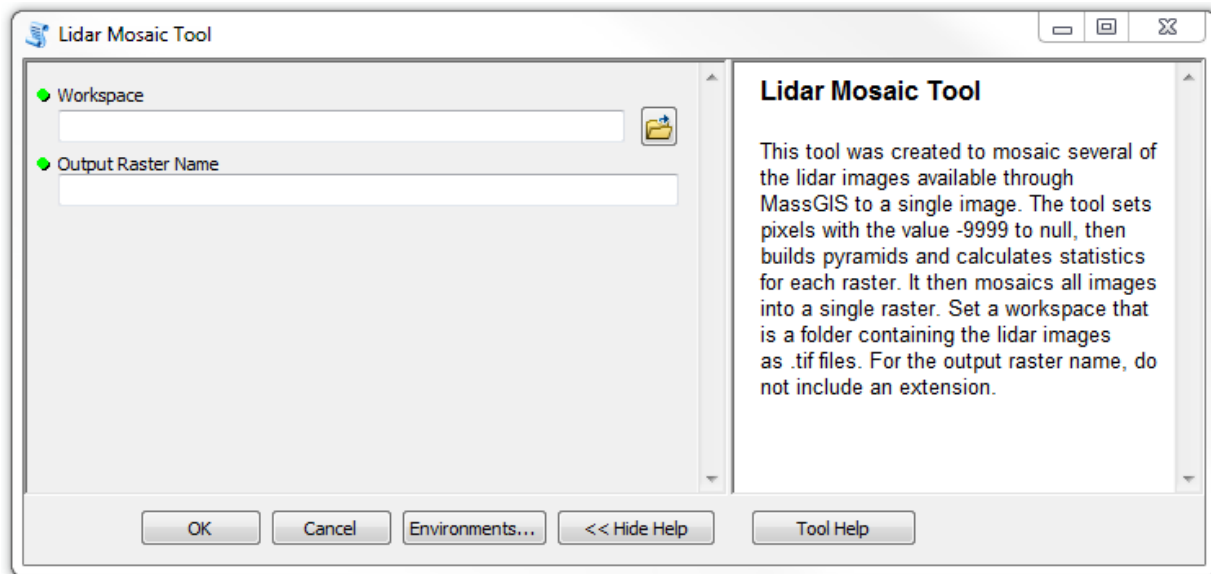 Lidar Mosaic Tool
Workspace
Output Raster Name
Lidar Mosaic Tool
This tool was created to mosaic several of
the lidar images available through
MassGIS to a single image. The tool sets
pixels with the value -9999 to null, then
builds pyramids and calculates statistics
for each raster. It then mosaics all images
into a single raster. Set a workspace that
is a folder containing the lidar images
as .tif files. For the output raster name, do
not include an extension.
OK
Cancel
Environments...
<< Hide Help
Tool Help